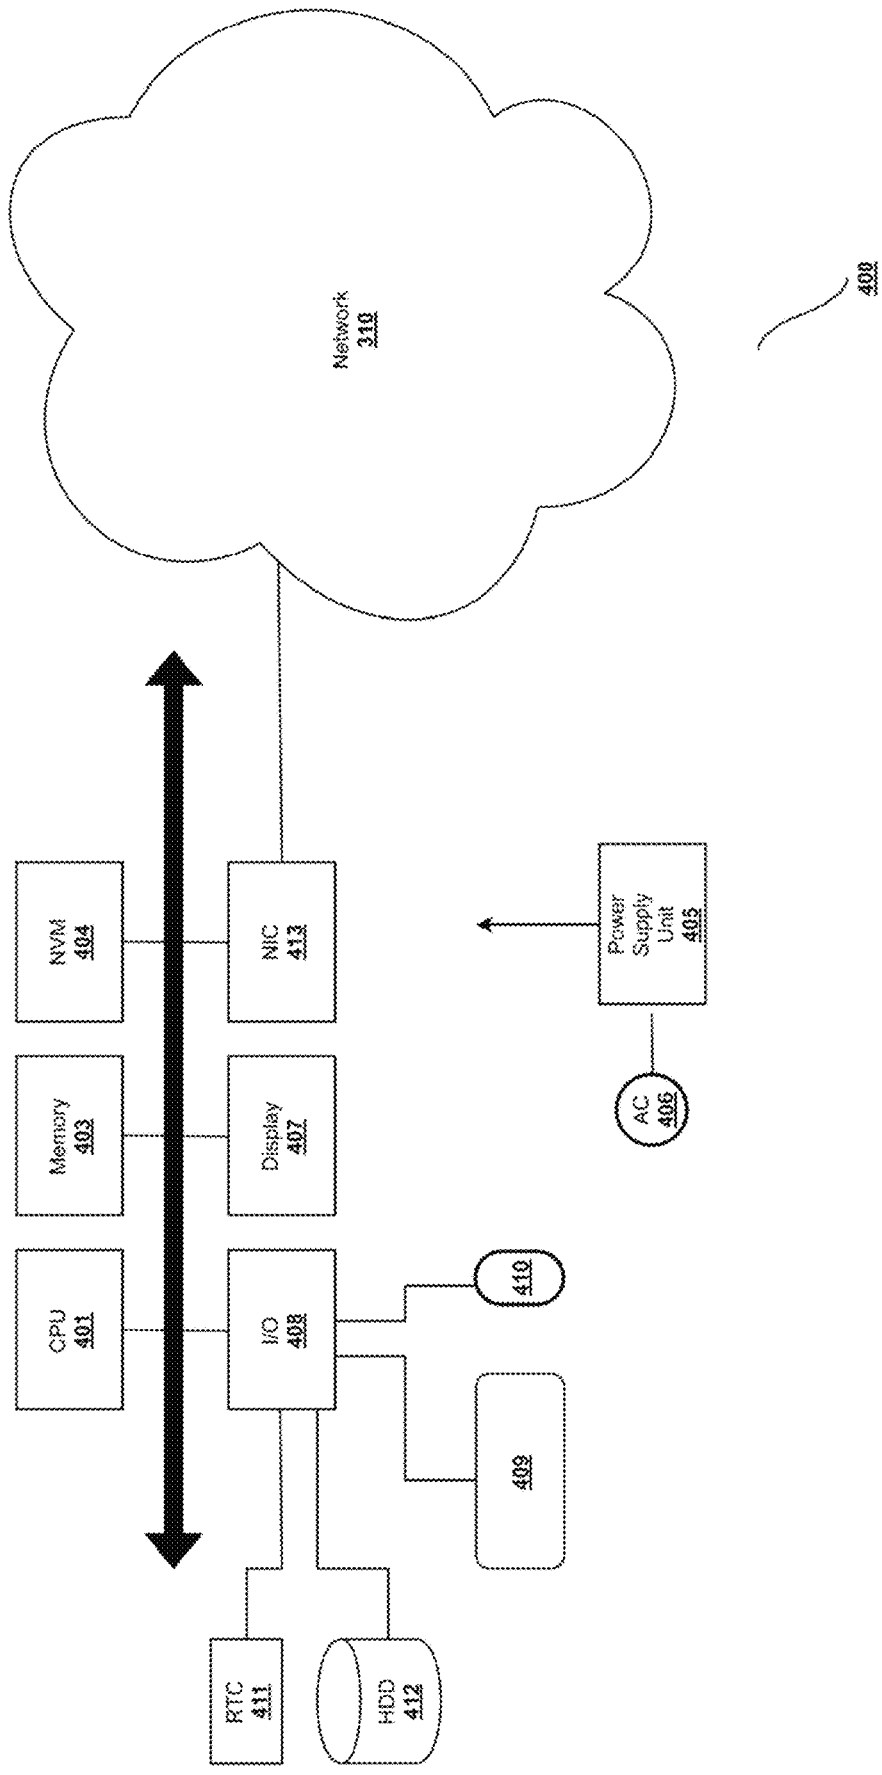 CPU
401
Memory
403
NVM
404
RTC
411
I/O
408
Display
407
NIC
413
Network
310
HDD
412
409
410
AC
406
Power
Supply
Unit
405
400